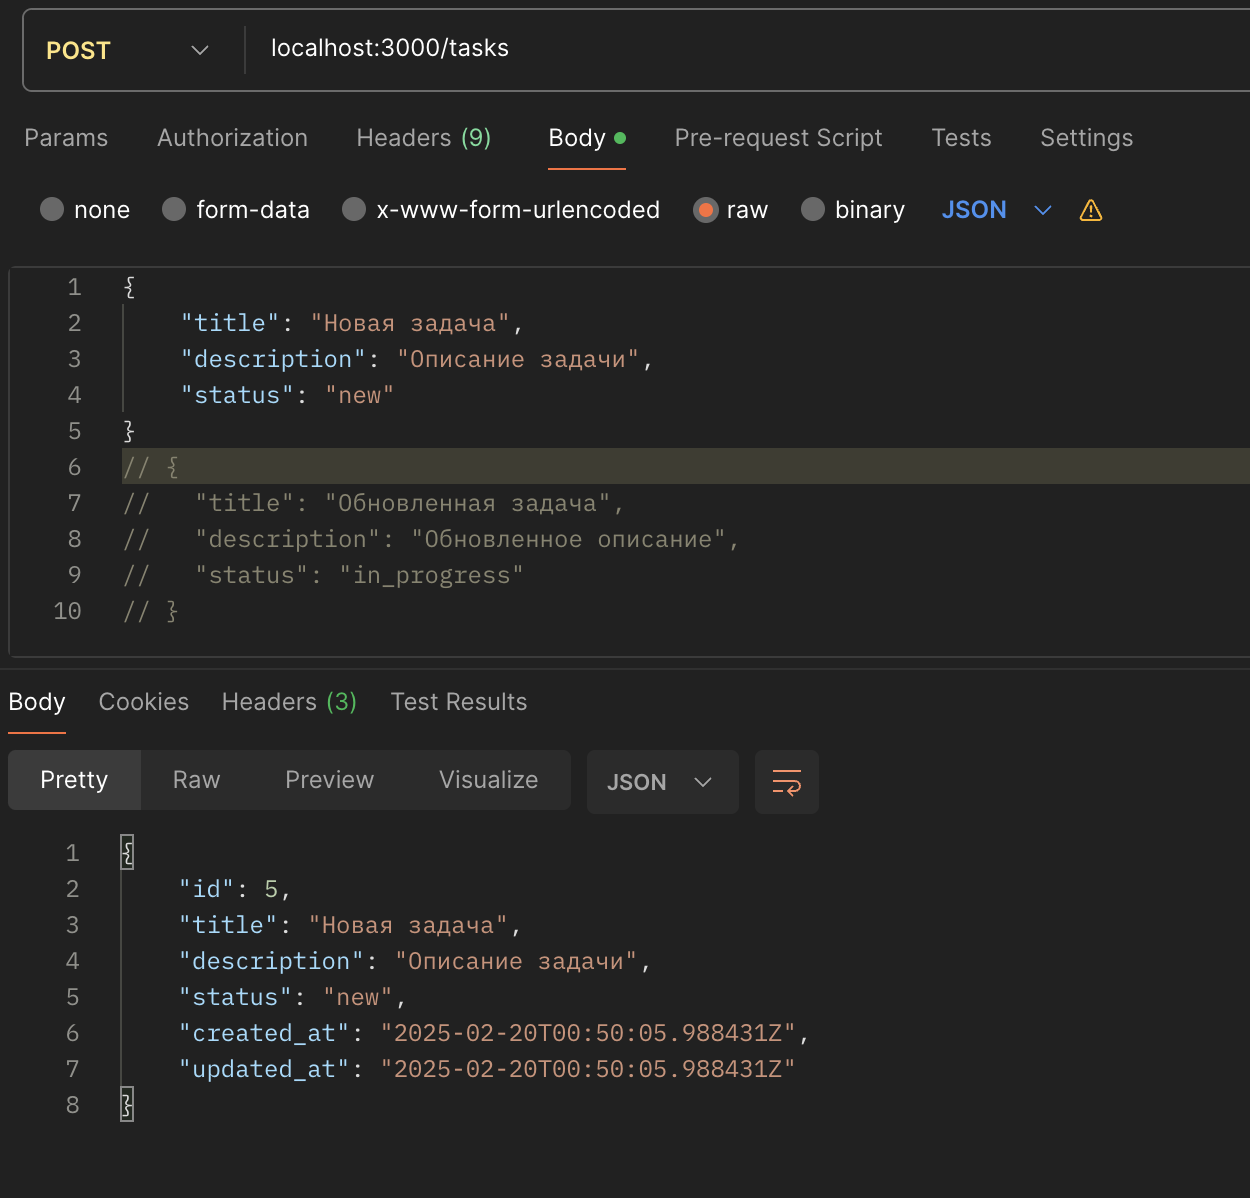 POST localhost:3000/tasks
Params Authorization Headers (9) Body Pre-request Script Tests Settings
none form-data x-www-form-urlencoded raw binary JSON
1 {
2 "title": "Новая задача",
3 "description": "Описание задачи",
4 "status": "new"
5 }
6 // {
7 // "title": "Обновленная задача",
8 // "description": "Обновленное описание",
9 // "status": "in_progress"
10 // }
Body Cookies Headers (3) Test Results
Pretty Raw Preview Visualize JSON
1 {
2 "id": 5,
3 "title": "Новая задача",
4 "description": "Описание задачи",
5 "status": "new",
6 "created_at": "2025-02-20T00:50:05.988431Z",
7 "updated_at": "2025-02-20T00:50:05.988431Z"
8 }